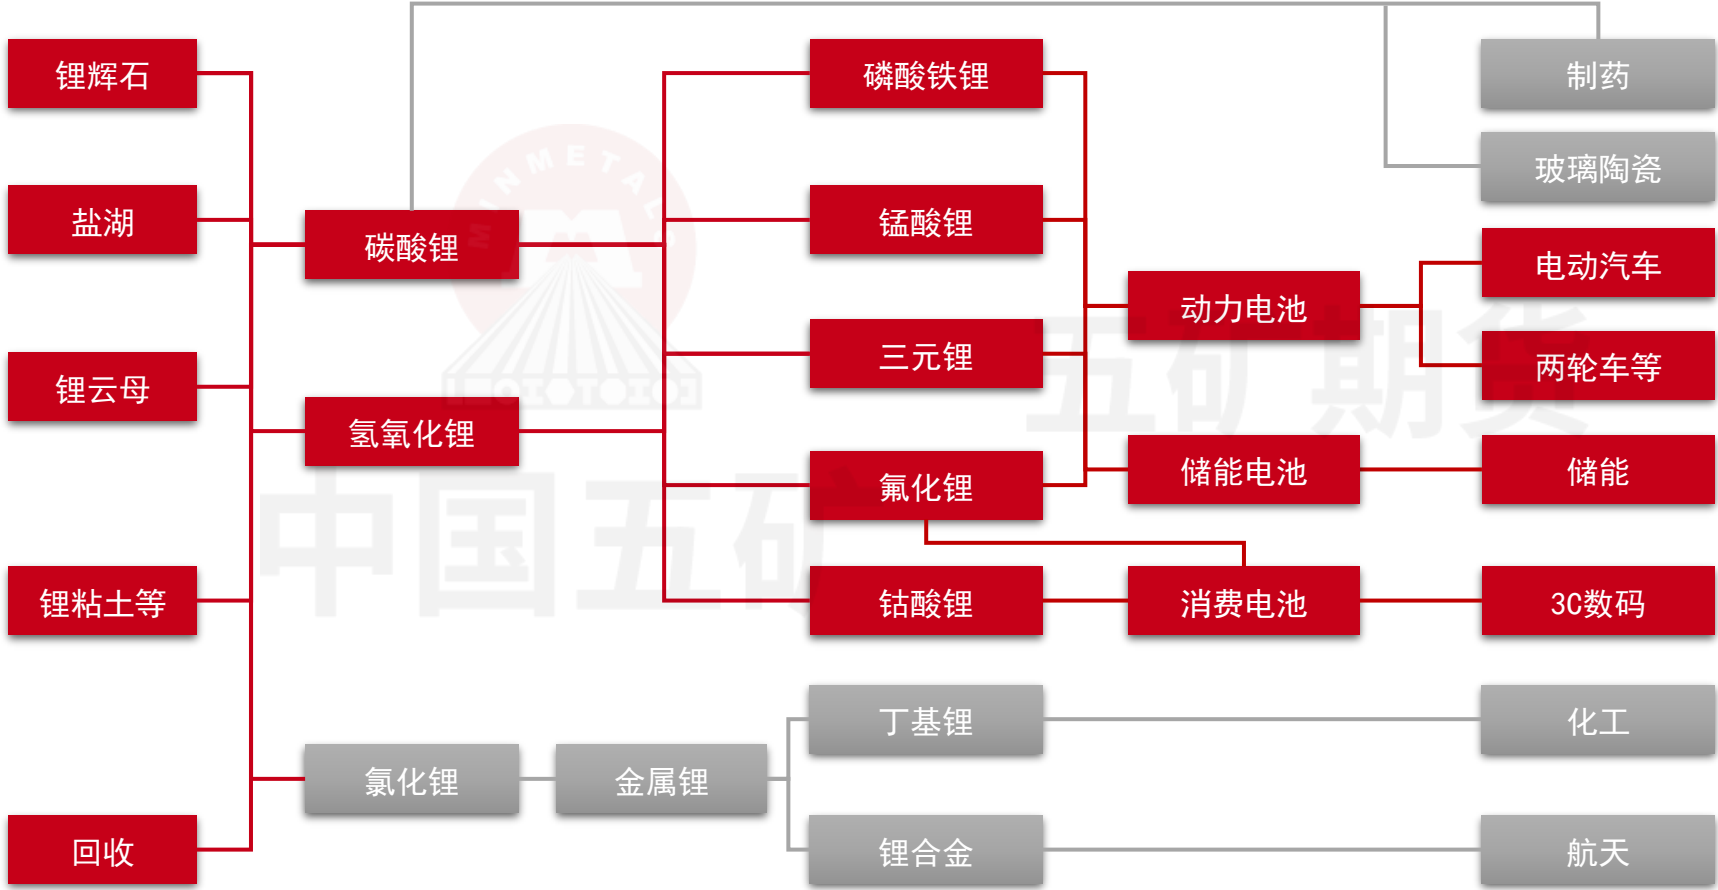 锂辉石
盐湖
锂云母
锂粘土等
回收
碳酸锂
氢氧化锂
氯化锂
金属锂
磷酸铁锂
锰酸锂
三元锂
氟化锂
钴酸锂
丁基锂
锂合金
动力电池
储能电池
消费电池
制药
玻璃陶瓷
电动汽车
两轮车等
储能
3C数码
化工
航天
MINMETALS
中国五矿
五矿期货